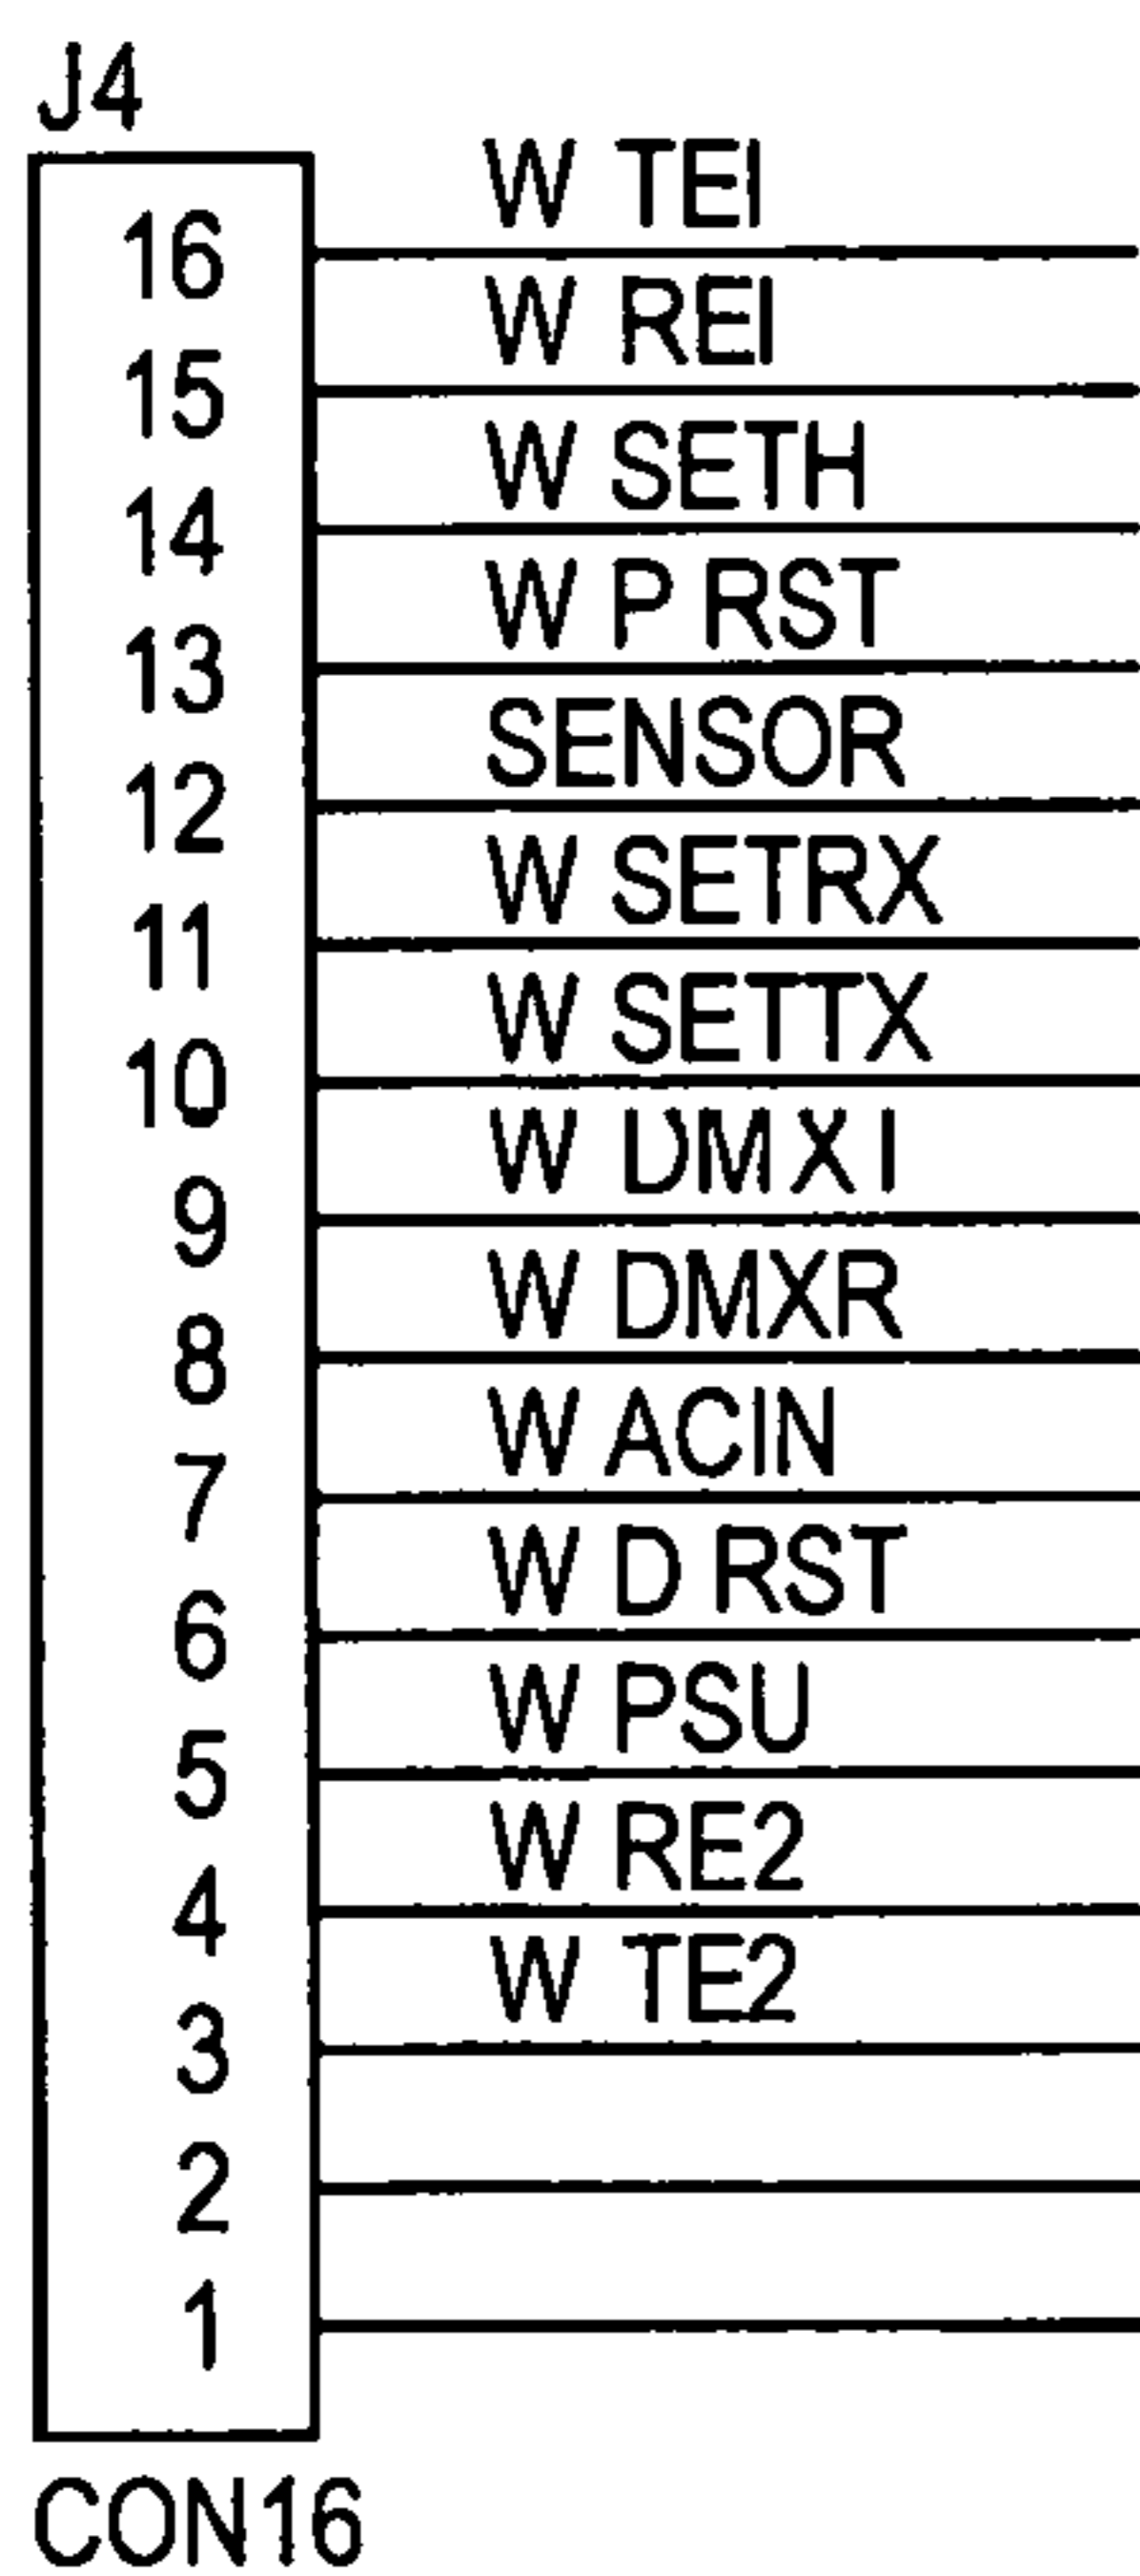 J4
W TEI
16
W REI
15
W SETH
14
W P RST
13
SENSOR
12
W SETRX
11
W SETTX
10
W DMX I
9
W DMXR
8
W ACIN
7
W D RST
6
W PSU
5
W RE2
4
W TE2
3
2
1
CON16